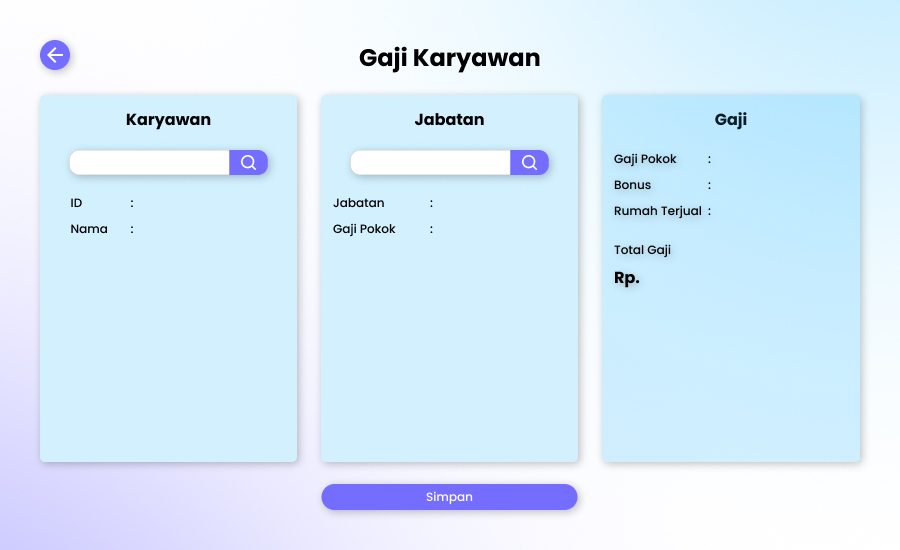 Gaji Karyawan
Karyawan
ID :
Nama :
Jabatan
Jabatan :
Gaji Pokok :
Gaji
Gaji Pokok :
Bonus :
Rumah Terjual :
Total Gaji
Rp.
Simpan